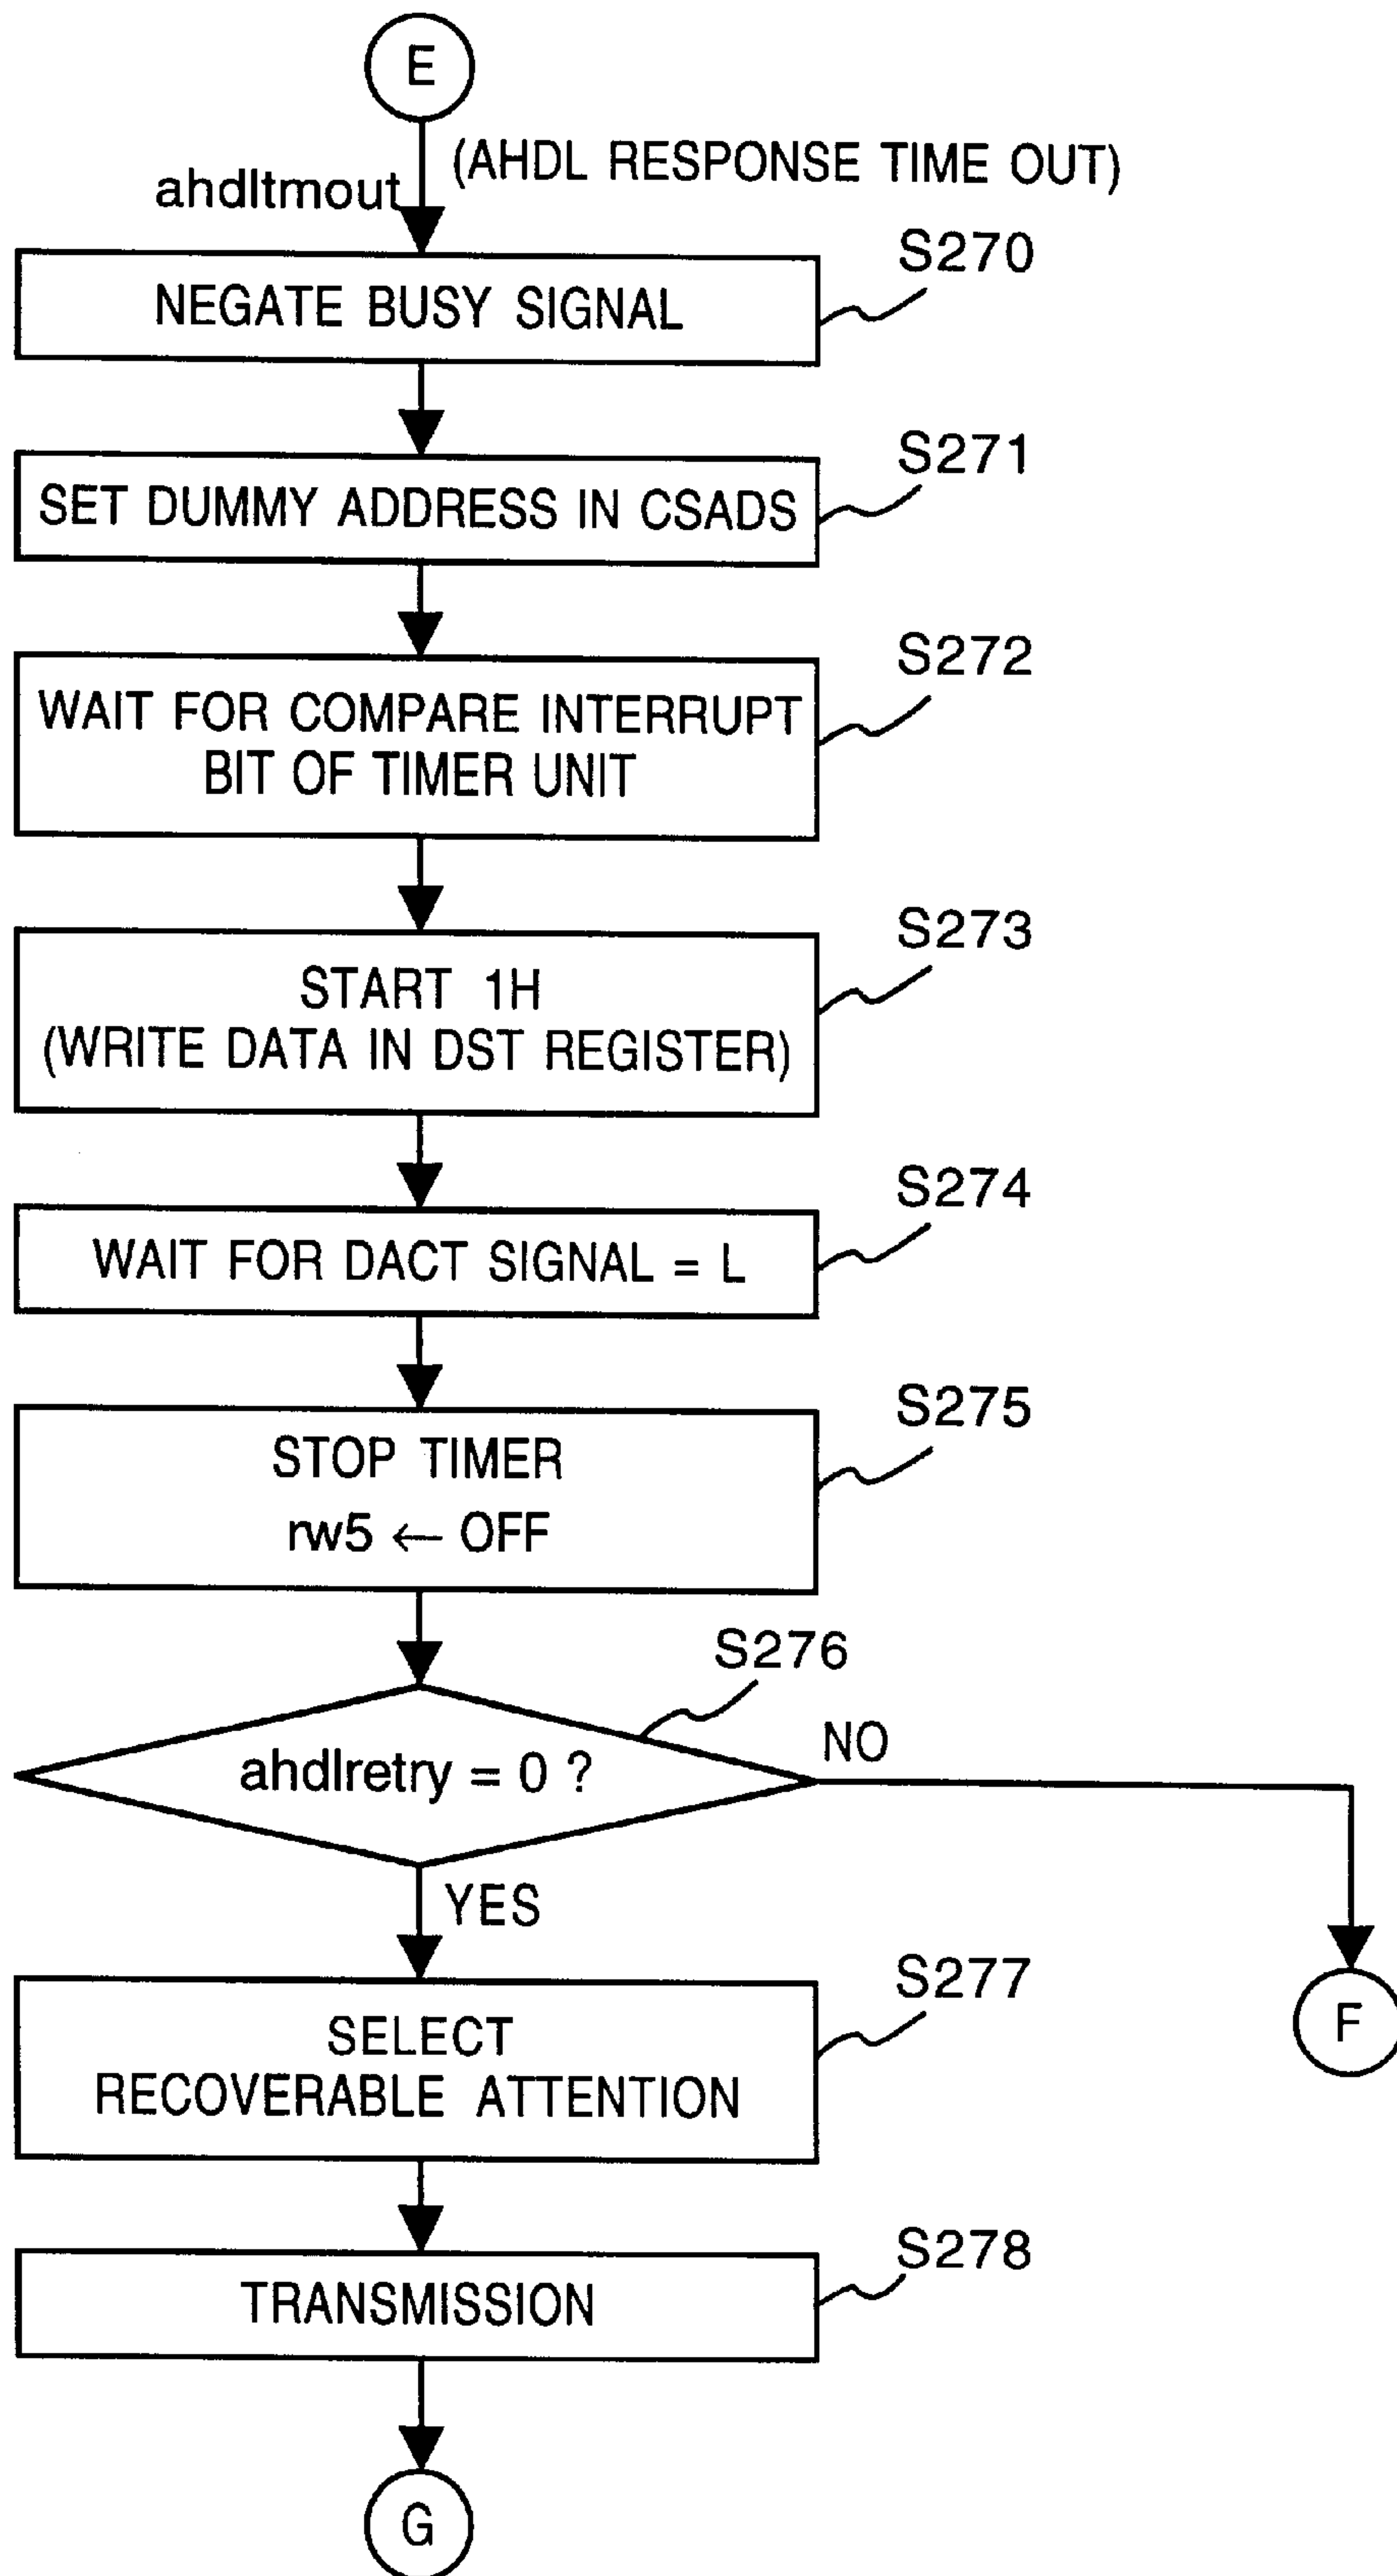 E
(AHDL RESPONSE TIME OUT)
ahdltmout
S270
NEGATE BUSY SIGNAL
S271
SET DUMMY ADDRESS IN CSADS
S272
WAIT FOR COMPARE INTERRUPT
BIT OF TIMER UNIT
S273
START 1H
(WRITE DATA IN DST REGISTER)
S274
WAIT FOR DACT SIGNAL = L
S275
STOP TIMER
rw5 ← OFF
S276
ahdlretry = 0 ?
NO
YES
F
S277
SELECT
RECOVERABLE ATTENTION
S278
TRANSMISSION
G